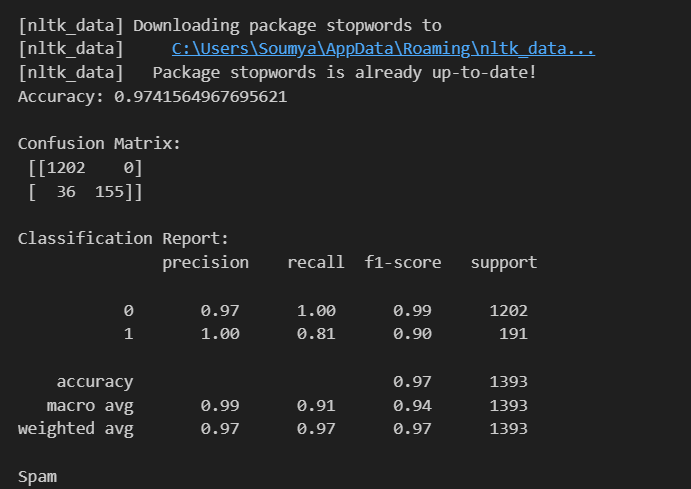 [nltk_data] Downloading package stopwords to
[nltk_data]     C:\Users\Soumya\AppData\Roaming\nltk_data...
[nltk_data]   Package stopwords is already up-to-date!
Accuracy: 0.9741564967695621

Confusion Matrix:
 [[1202    0]
 [  36  155]]

Classification Report:
              precision    recall  f1-score   support

           0       0.97      1.00      0.99      1202
           1       1.00      0.81      0.90       191

    accuracy                           0.97      1393
   macro avg       0.99      0.91      0.94      1393
weighted avg       0.97      0.97      0.97      1393

Spam